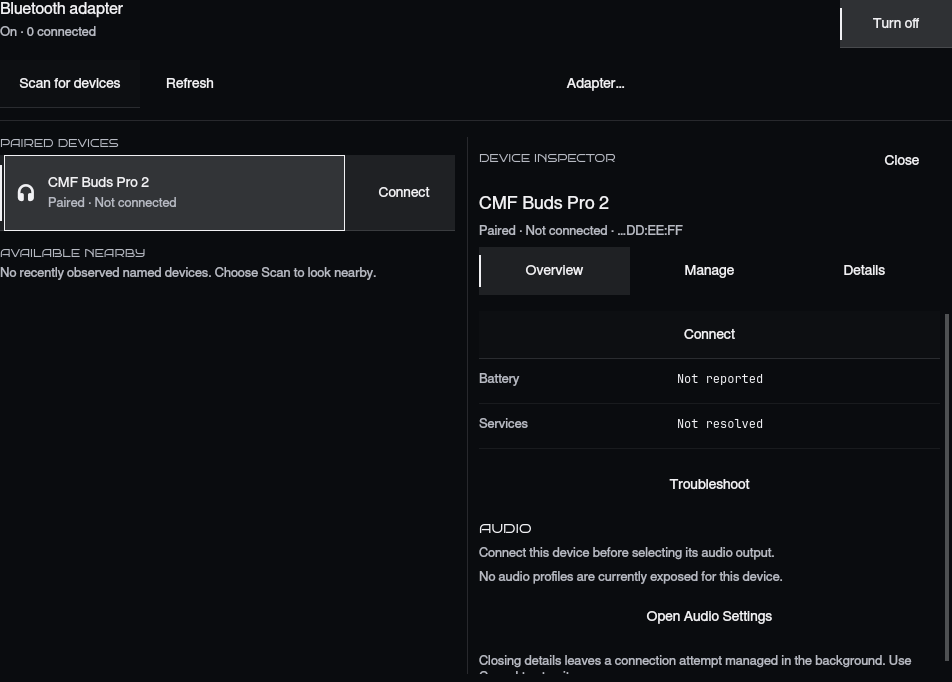 Bluetooth adapter
On · 0 connected
Turn off
Scan for devices
Refresh
Adapter...
PAIRED DEVICES
CMF Buds Pro 2
Paired · Not connected
Connect
AVAILABLE NEARBY
No recently observed named devices. Choose Scan to look nearby.
DEVICE INSPECTOR
Close
CMF Buds Pro 2
Paired · Not connected · ...DD:EE:FF
Overview
Manage
Details
Connect
Battery
Not reported
Services
Not resolved
Troubleshoot
AUDIO
Connect this device before selecting its audio output.
No audio profiles are currently exposed for this device.
Open Audio Settings
Closing details leaves a connection attempt managed in the background. Use